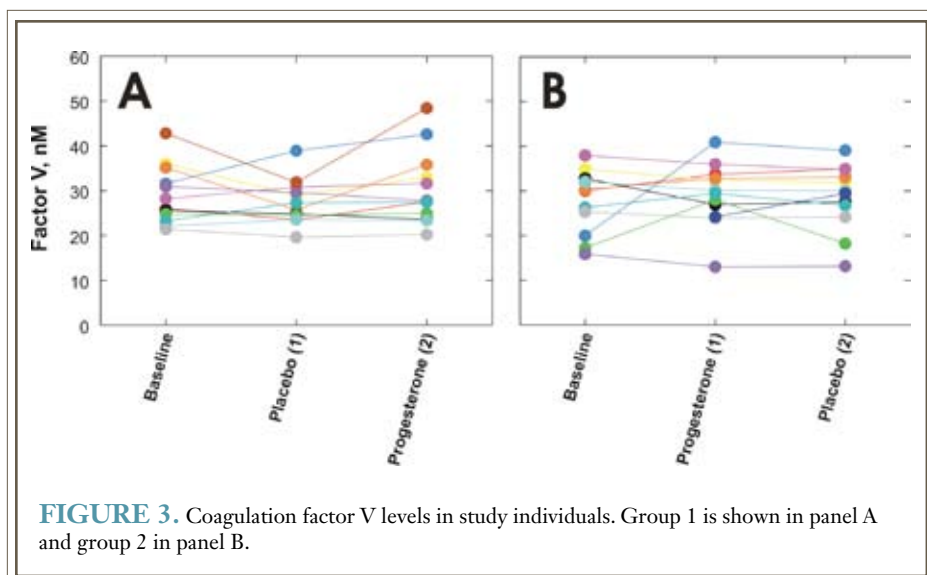 A
B
60
50
40
30
20
10
0
Factor V, nM
Baseline
Placebo (1)
Progesterone (2)
Baseline
Progesterone (1)
Placebo (2)
FIGURE 3. Coagulation factor V levels in study individuals. Group 1 is shown in panel A
and group 2 in panel B.